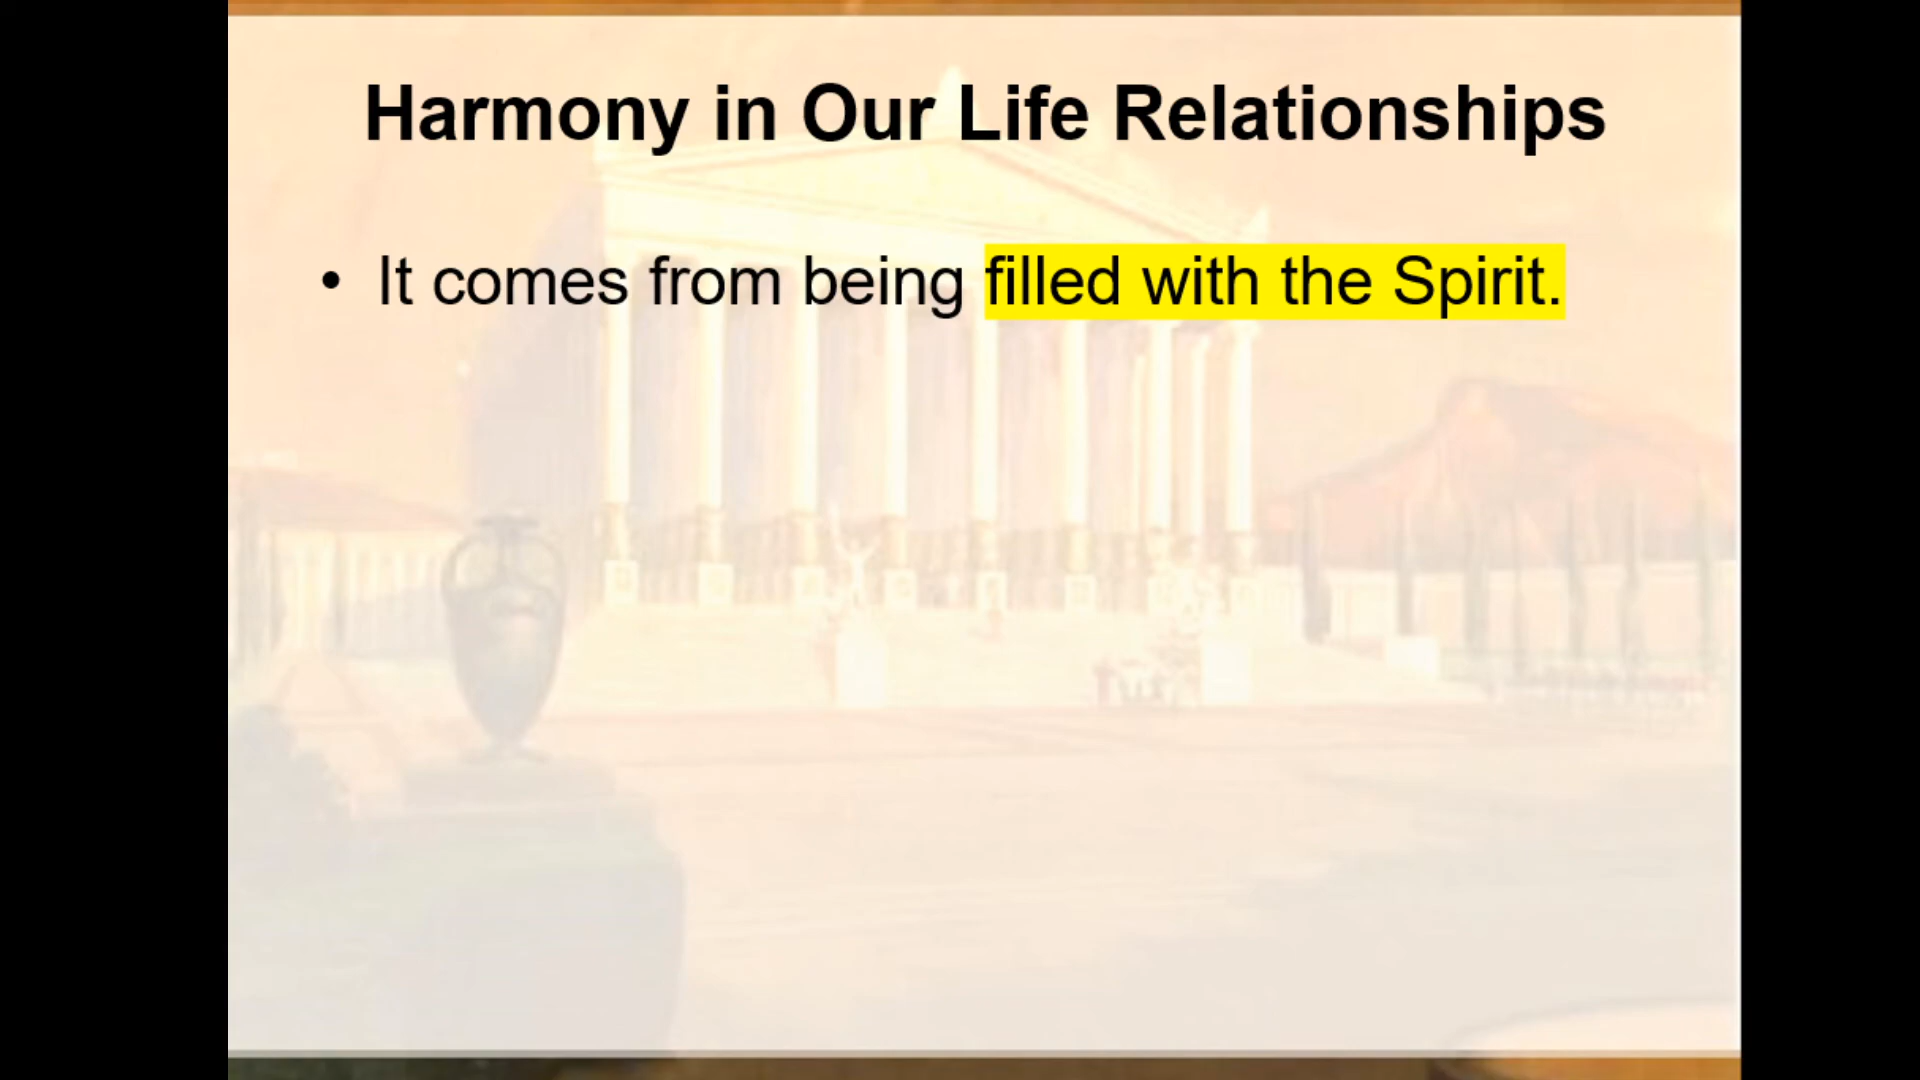 Harmony in Our Life Relationships
• It comes from being filled with the Spirit.